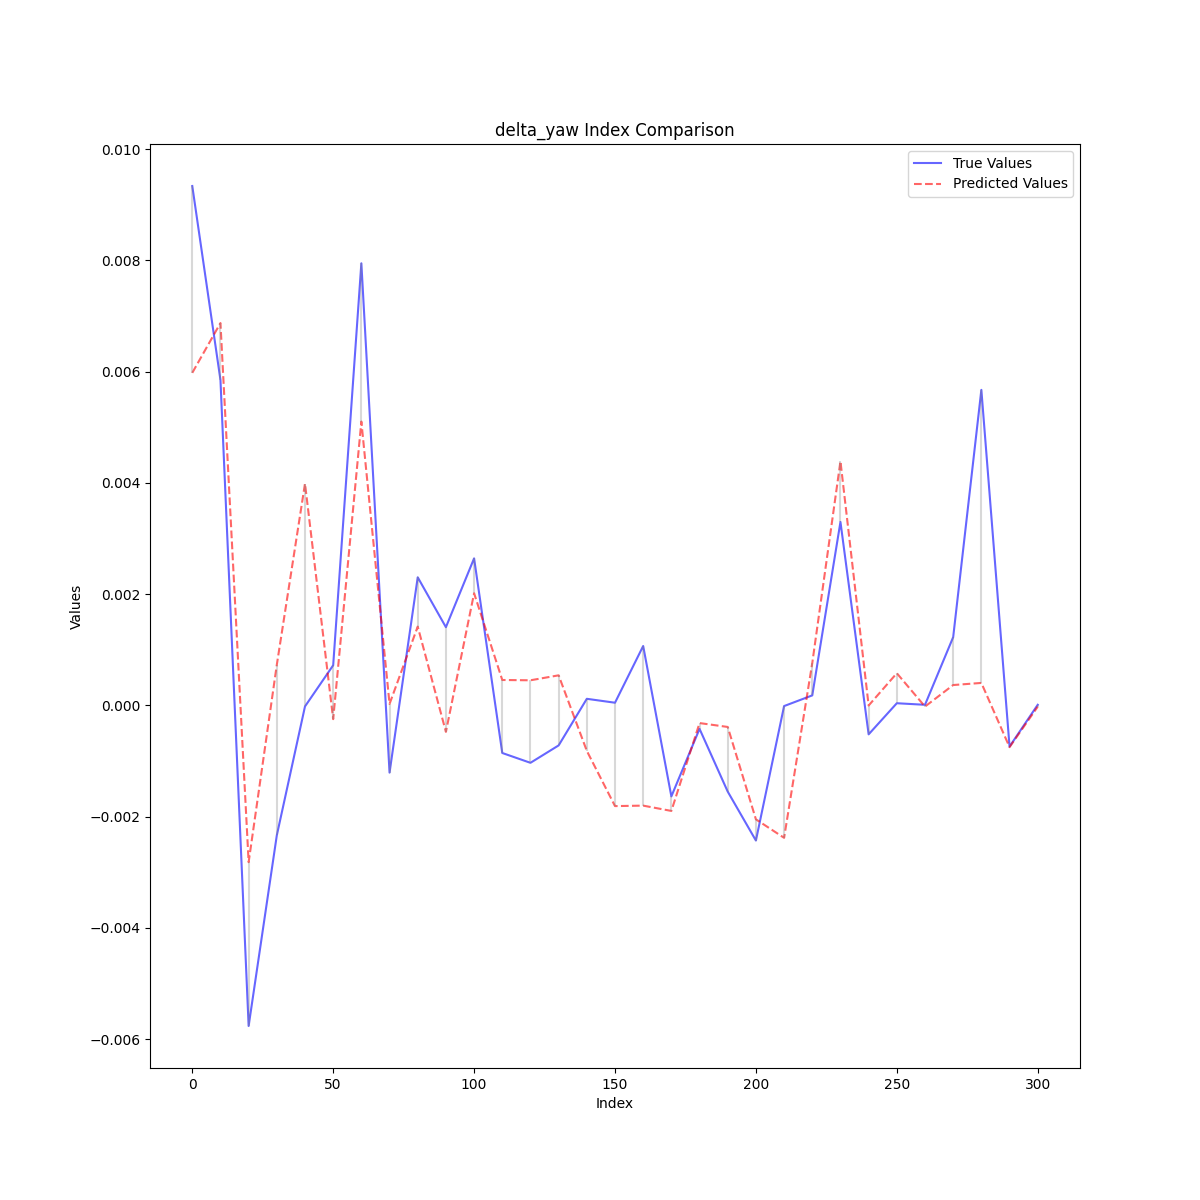 delta_yaw Index Comparison
True Values
Predicted Values
0.010
0.008
0.006
0.004
0.002
0.000
−0.002
−0.004
−0.006
Values
0 50 100 150 200 250 300
Index